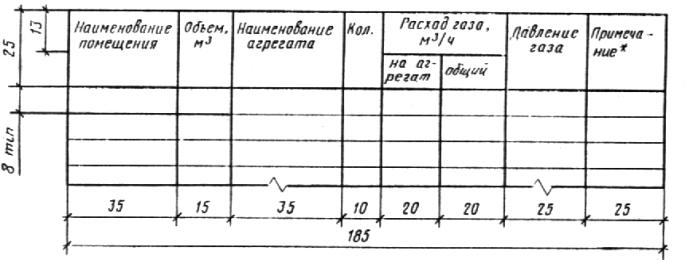 Наименование помещения
Объем, м³
Наименование агрегата
Кол.
Расход газа, м³/ч
на аг-
регат
общий
Давление газа
Примеча-
ние*
25
13
8 min
35
15
35
10
20
20
25
25
185